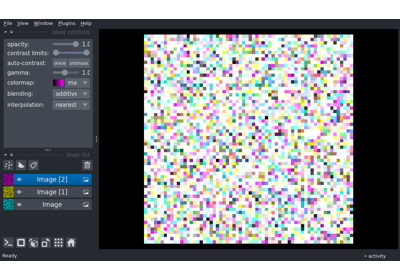 File View Window Plugins Help
layer controls
opacity: 1.0
contrast limits:
auto-contrast: once
gamma: 1.0
colormap: ma
blending: additive
interpolation: nearest
layer list
Image [2]
Image [1]
Image
Ready
activity